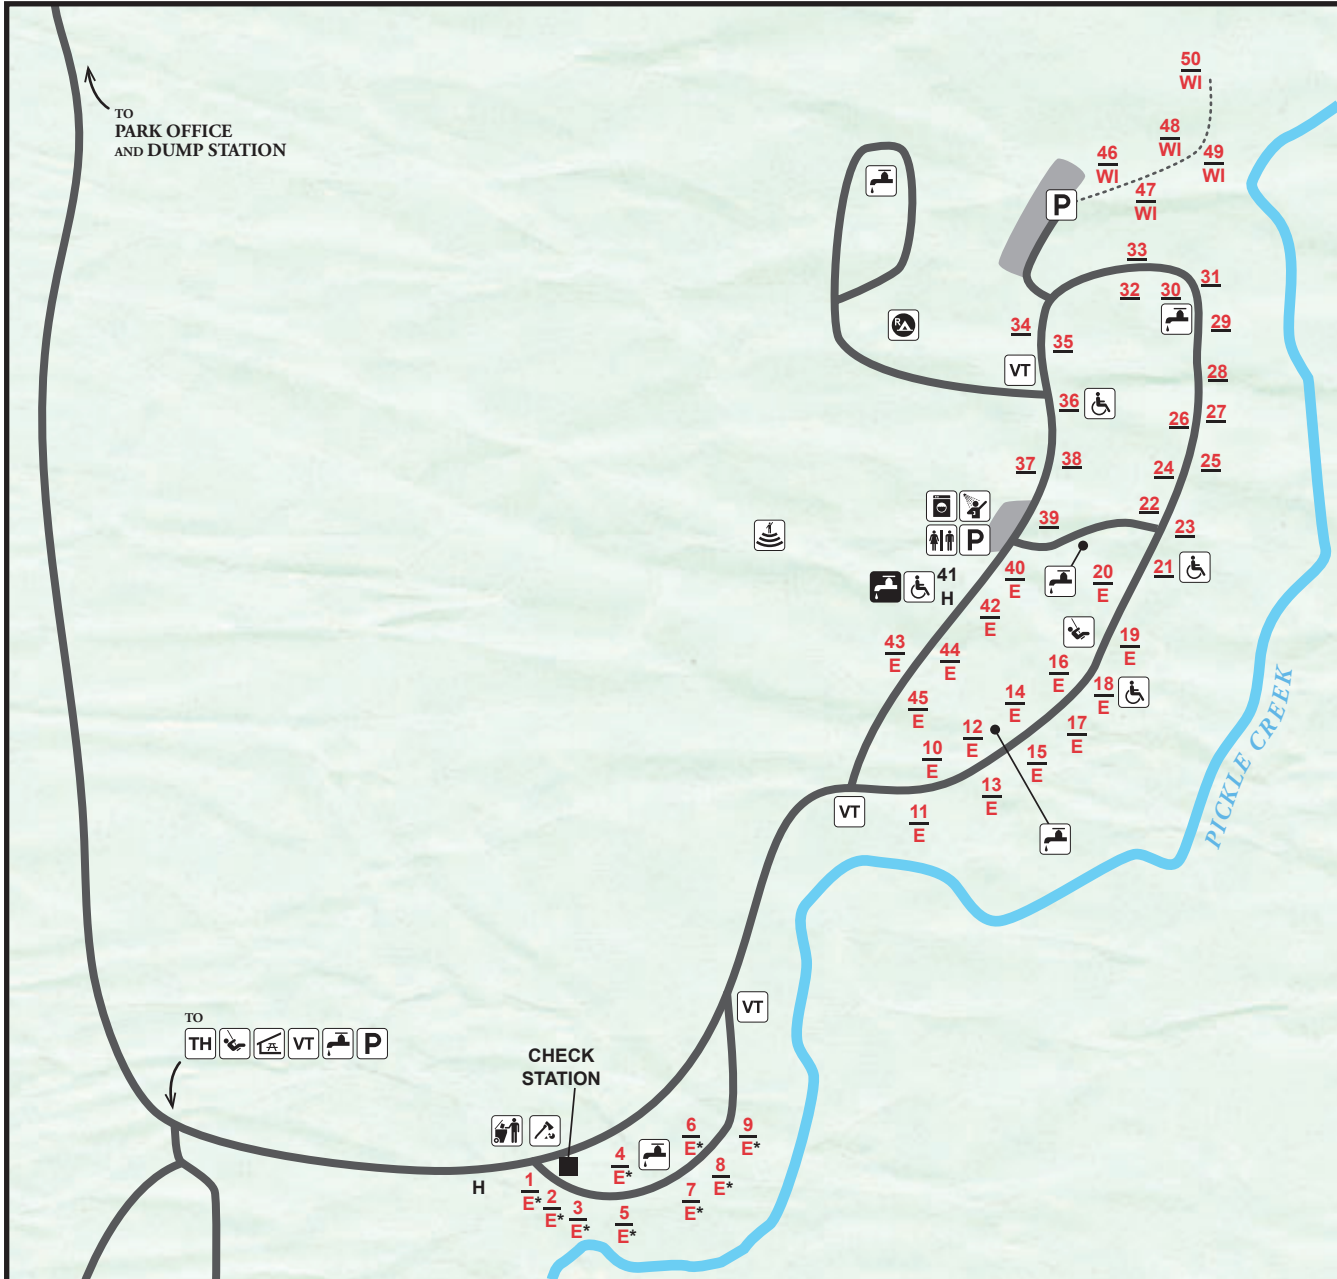 50
WI
48
WI
49
WI
46
WI
47
WI
TO
PARK OFFICE
AND DUMP STATION
P
33
31
32
30
29
34
35
VT
28
36
27
26
37
38
25
24
22
39
23
P
41
H
40
E
20
E
21
42
E
43
E
44
E
19
E
16
E
18
E
14
E
45
E
12
E
17
E
10
E
15
E
13
E
11
E
VT
PICKLE CREEK
VT
TO
TH
VT
P
CHECK
STATION
H
6
E*
9
E*
4
E*
8
E*
1
E*
2
E*
3
E*
7
E*
5
E*
R